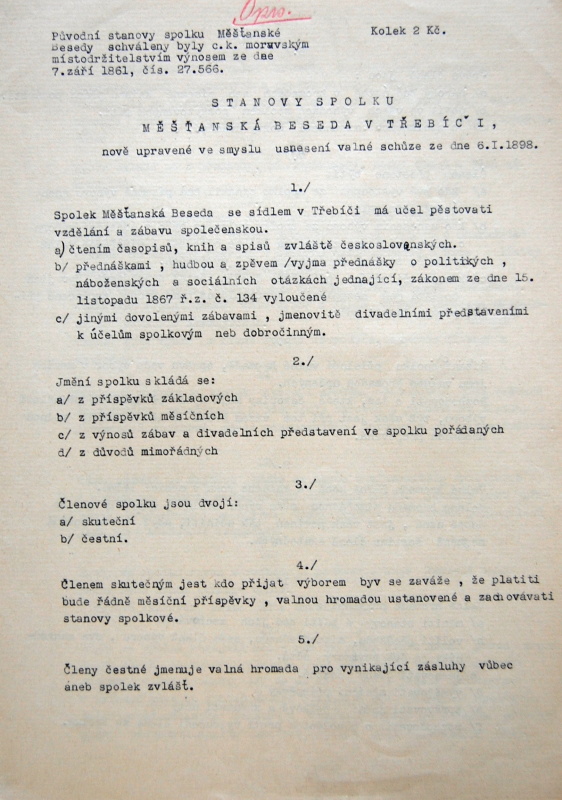 Opis.
Původní stanovy spolku Měšťanské
Besedy schváleny byly c.k. moravským
místodržitelstvím výnosem ze dne
7.září 1861, čís. 27.566.
Kolek 2 Kč.
STANOVY SPOLKU
MĚŠŤANSKÁ BESEDA V TŘEBÍČI,
nově upravené ve smyslu usnesení valné schůze ze dne 6.I.1898.
1./
Spolek Měšťanská Beseda se sídlem v Třebíči má učel pěstovati
vzdělání a zábavu společenskou.
a) čtením časopisů, knih a spisů zvláště československých.
b/ přednáškami , hudbou a zpěvem /vyjma přednášky o politických ,
náboženských a sociálních otázkách jednající, zákonem ze dne 15.
listopadu 1867 ř.z. č. 134 vyloučené
c/ jinými dovolenými zábavami , jmenovitě divadelními představeními
k účelům spolkovým neb dobročinným.
2./
Jmění spolku skládá se:
a/ z příspěvků základových
b/ z příspěvků měsíčních
c/ z výnosů zábav a divadelních představení ve spolku pořádaných
d/ z důvodů mimořádných
3./
Členové spolku jsou dvojí:
a/ skuteční
b/ čestní.
4./
Členem skutečným jest kdo přijat výborem byv se zaváže , že platiti
bude řádně měsíční příspěvky , valnou hromadou ustanovené a zachovávati
stanovy spolkové.
5./
Členy čestné jmenuje valná hromada pro vynikající zásluhy vůbec
aneb spolek zvlášť.